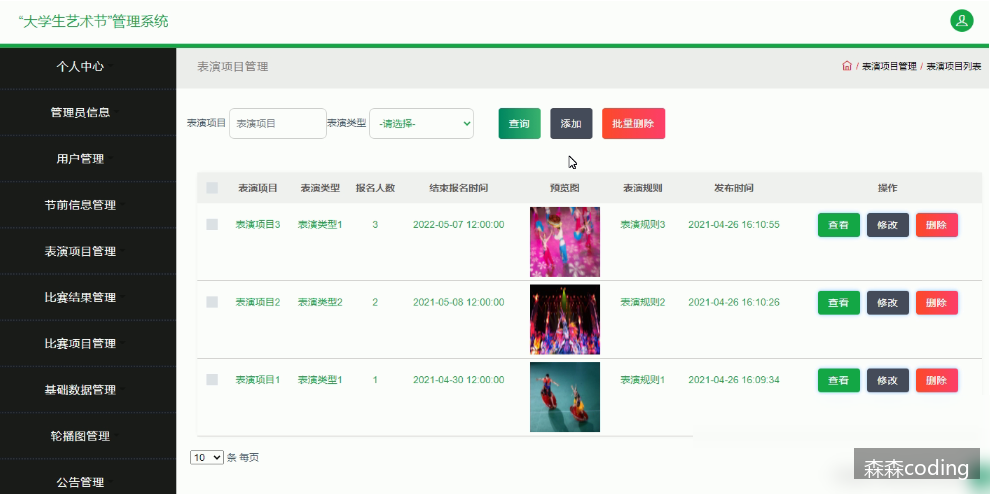 “大学生艺术节”管理系统
个人中心
管理员信息
用户管理
节前信息管理
表演项目管理
比赛结果管理
比赛项目管理
基础数据管理
轮播图管理
公告管理
表演项目管理
/ 表演项目管理 / 表演项目列表
表演项目 表演项目 表演类型 -请选择- 查询 添加 批量删除
表演项目 表演类型 报名人数 结束报名时间 预览图 表演规则 发布时间 操作
表演项目3 表演类型1 3 2022-05-07 12:00:00 表演规则3 2021-04-26 16:10:55 查看 修改 删除
表演项目2 表演类型2 2 2021-05-08 12:00:00 表演规则2 2021-04-26 16:10:26 查看 修改 删除
表演项目1 表演类型1 1 2021-04-30 12:00:00 表演规则1 2021-04-26 16:09:34 查看 修改 删除
10 条 每页
森森coding